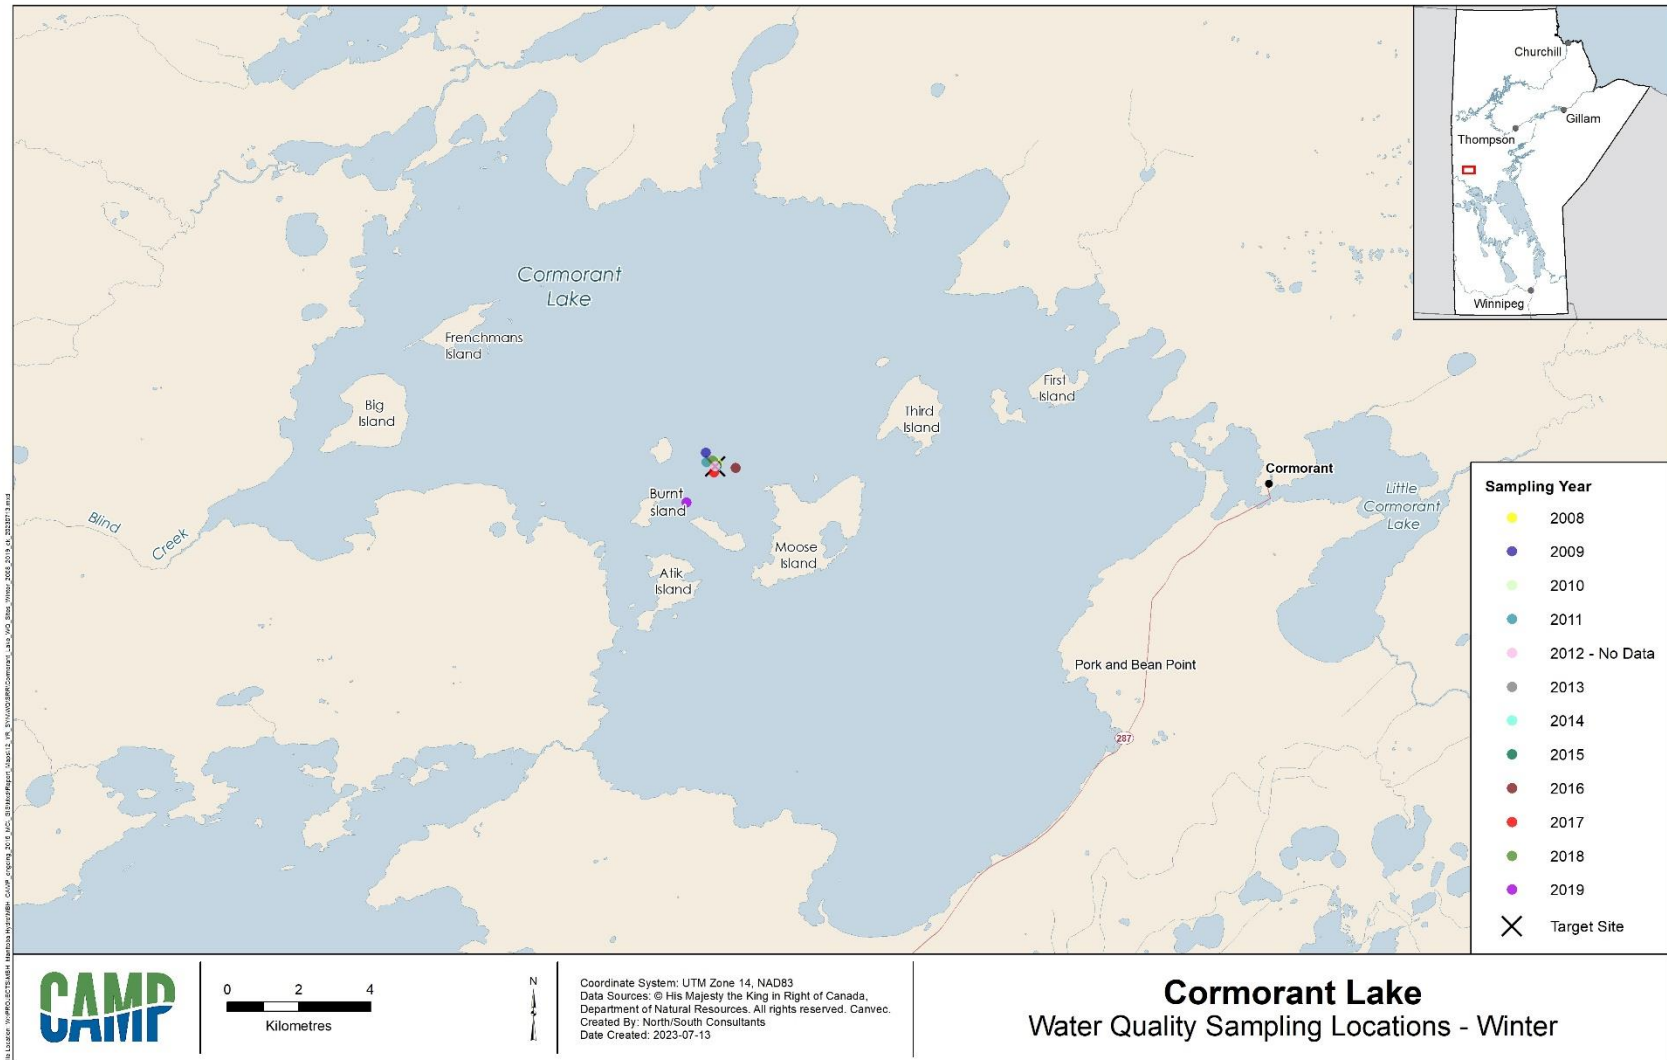 Churchill
Gillam
Thompson
Winnipeg
Cormorant
Lake
Frenchmans
Island
Big
Island
First
Island
Third
Island
Cormorant
Little
Cormorant
Lake
Burnt
sland
Moose
Island
Atik
Island
Blind
Creek
Pork and Bean Point
287
Sampling Year
2008
2009
2010
2011
2012 - No Data
2013
2014
2015
2016
2017
2018
2019
Target Site
CAMP
0 2 4
Kilometres
N
Coordinate System: UTM Zone 14, NAD83
Data Sources: © His Majesty the King in Right of Canada,
Department of Natural Resources. All rights reserved. Canvec.
Created By: North/South Consultants
Date Created: 2023-07-13
Cormorant Lake
Water Quality Sampling Locations - Winter